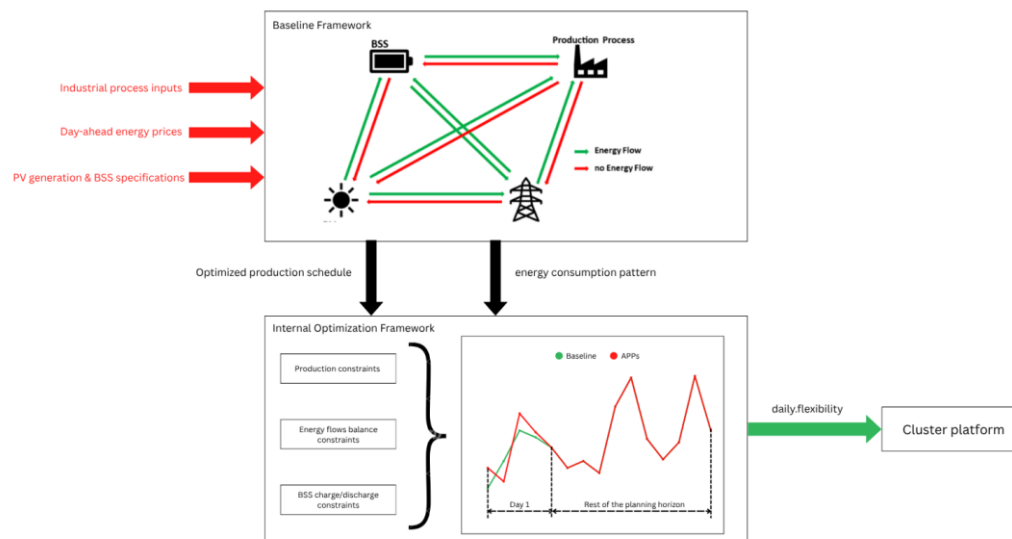 Baseline Framework
BSS
Production Process
Industrial process inputs
Day-ahead energy prices
PV generation & BSS specifications
Energy Flow
no Energy Flow
Optimized production schedule
energy consumption pattern
Internal Optimization Framework
Production constraints
Energy flows balance
constraints
BSS charge/discharge
constraints
Baseline
APPs
Day 1
Rest of the planning horizon
daily.flexibility
Cluster platform